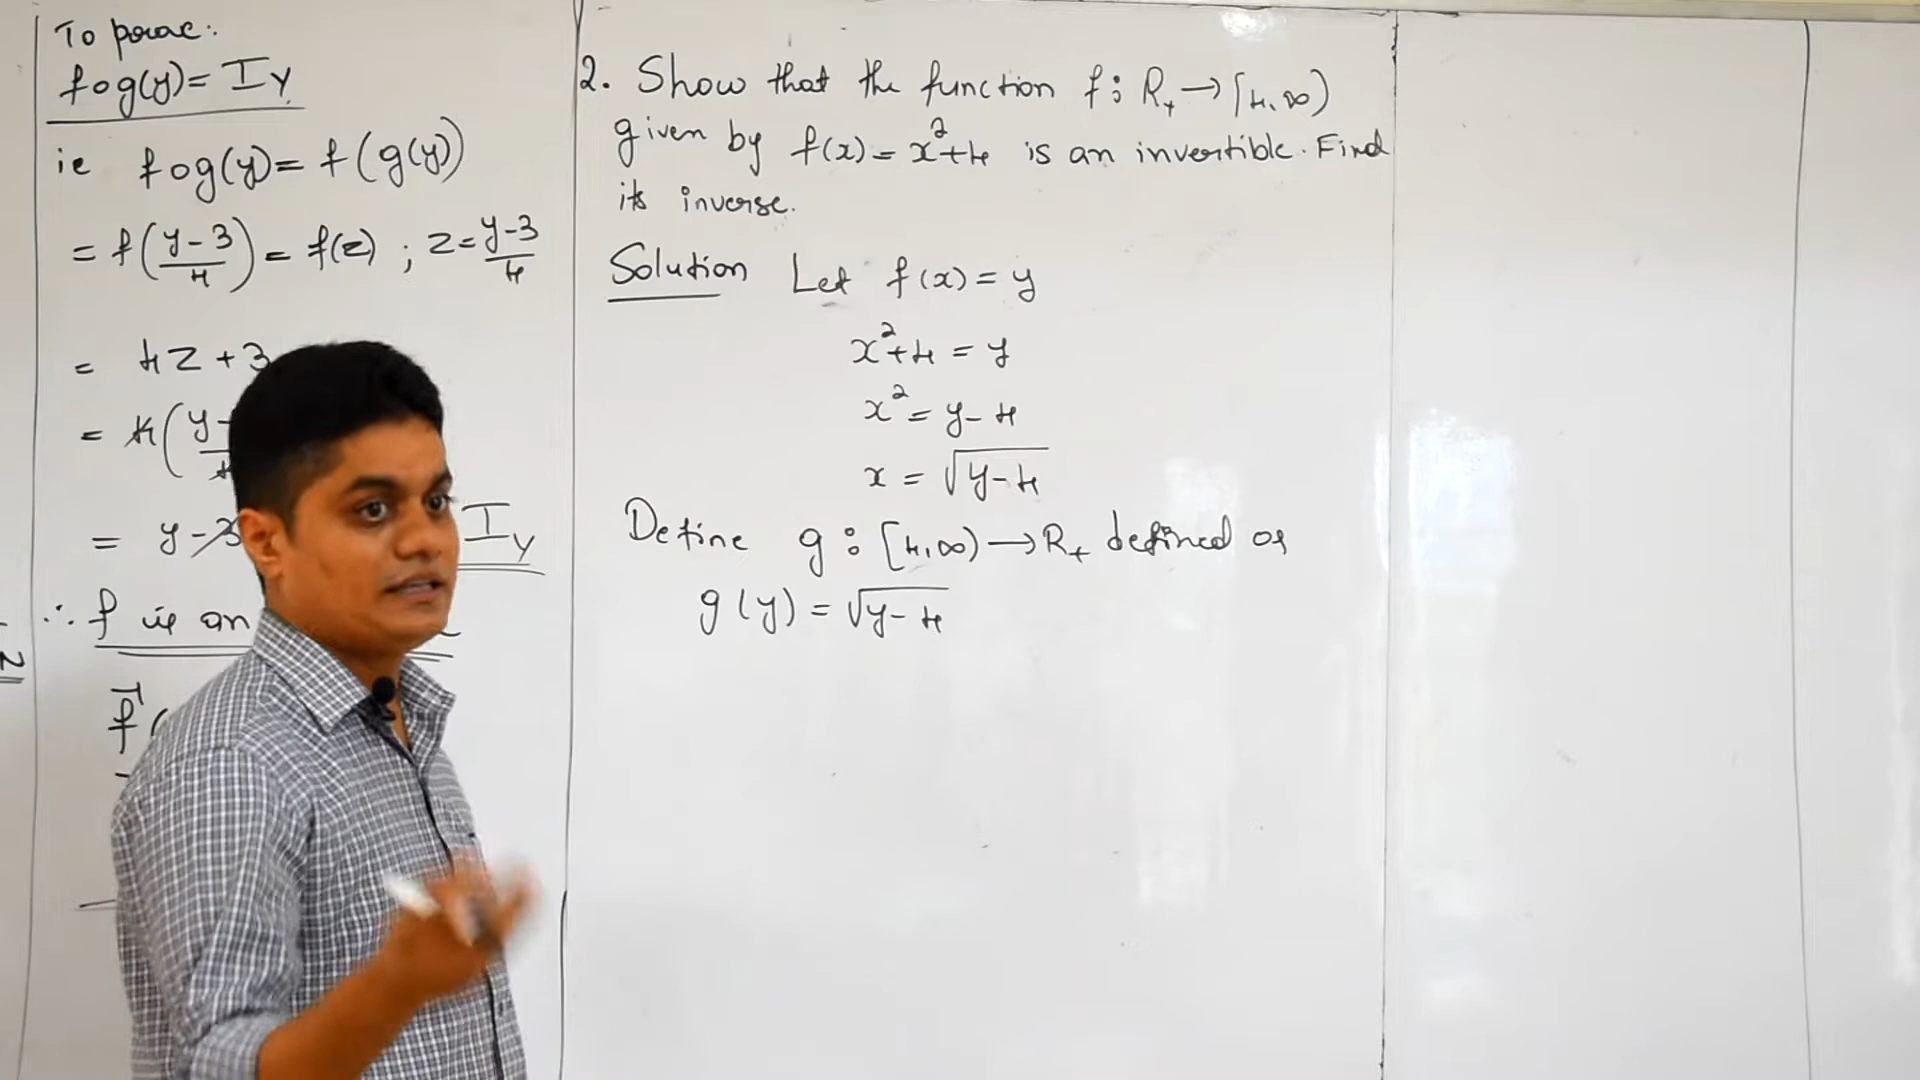 To prove:
fog(y) = I_Y
ie fog(y) = f(g(y))
= f((y-3)/4) = f(z) ; z = (y-3)/4
= 4z + 3
= 4(y-
= y-3
I_Y
∴ f is an
f⁻¹(
2. Show that the function f : R₊ → [4, ∞)
given by f(x) = x² + 4 is an invertible. Find
its inverse.
Solution Let f(x) = y
x² + 4 = y
x² = y - 4
x = √(y-4)
Define g : [4, ∞) → R₊ defined as
g(y) = √(y-4)